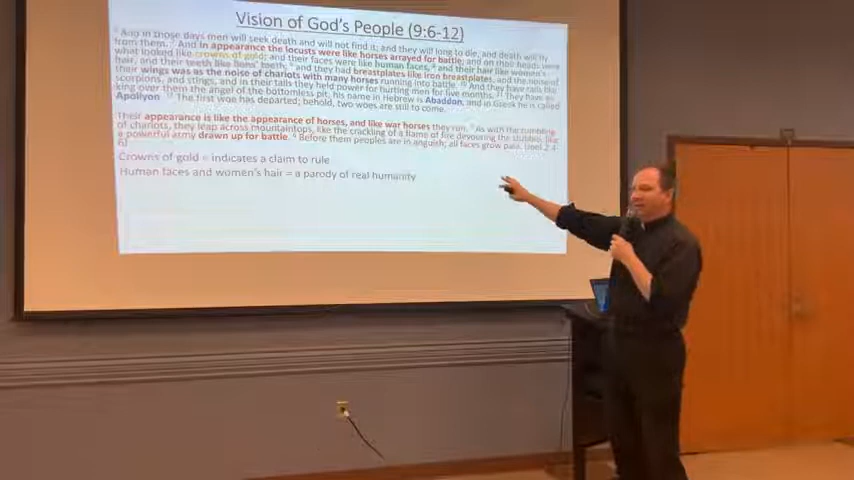 Vision of God's People (9:6-12)
6 And in those days men will seek death and will not find it; and they will long to die, and death will fly
from them. 7 And in appearance the locusts were like horses arrayed for battle; and on their heads were
what looked like crowns of gold; and their faces were like human faces, 8 and their hair like women's
hair, and their teeth like lions' teeth; 9 and they had breastplates like iron breastplates, and the noise of
their wings was as the noise of chariots with many horses running into battle. 10 And they have tails like
scorpions, and stings, and in their tails they held power for hurting men for five months. 11 They have as
king over them the angel of the bottomless pit; his name in Hebrew is Abaddon, and in Greek he is called
Apollyon 12 The first woe has departed; behold, two woes are still to come.
Their appearance is like the appearance of horses, and like war horses they run. 5 As with the rumbling
of chariots, they leap across mountaintops, like the crackling of a flame of fire devouring the stubble, like
a powerful army drawn up for battle. 6 Before them peoples are in anguish; all faces grow pale. (Joel 2:4-
6)
Crowns of gold = indicates a claim to rule
Human faces and women's hair = a parody of real humanity